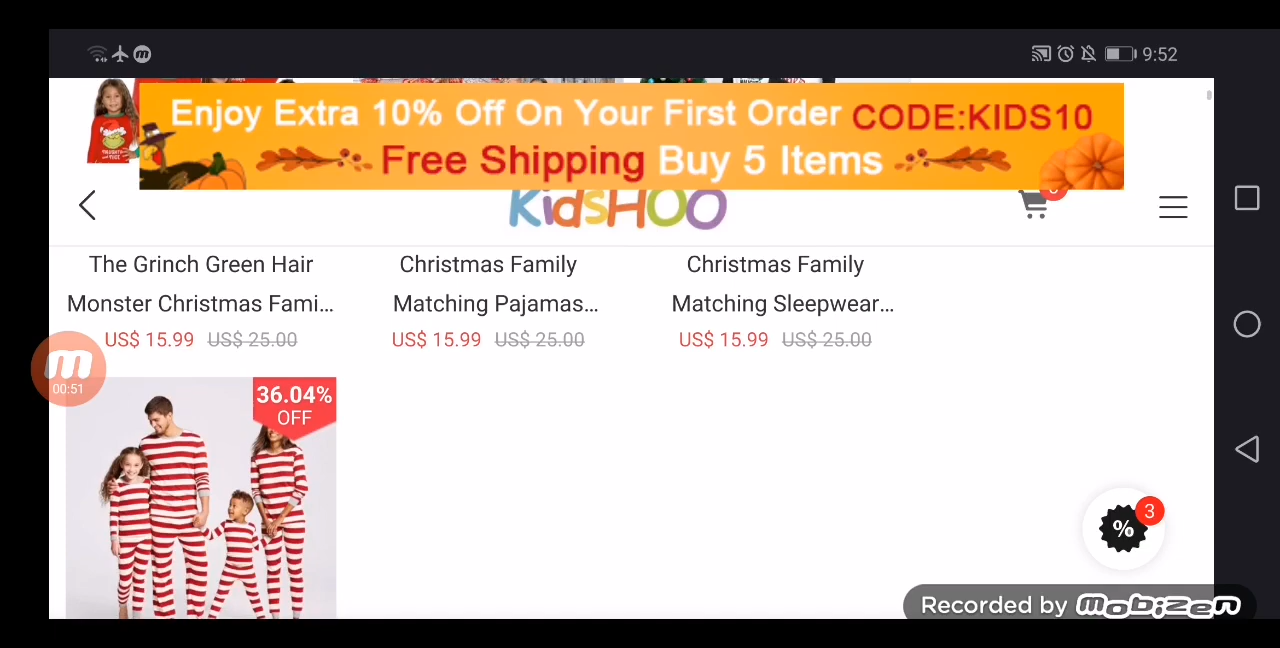 9:52
Enjoy Extra 10% Off On Your First Order CODE:KIDS10
Free Shipping Buy 5 Items
KidsHOO
The Grinch Green Hair
Monster Christmas Fami...
US$ 15.99 US$ 25.00
Christmas Family
Matching Pajamas...
US$ 15.99 US$ 25.00
Christmas Family
Matching Sleepwear...
US$ 15.99 US$ 25.00
m
00:51
36.04%
OFF
%
3
Recorded by mobizen